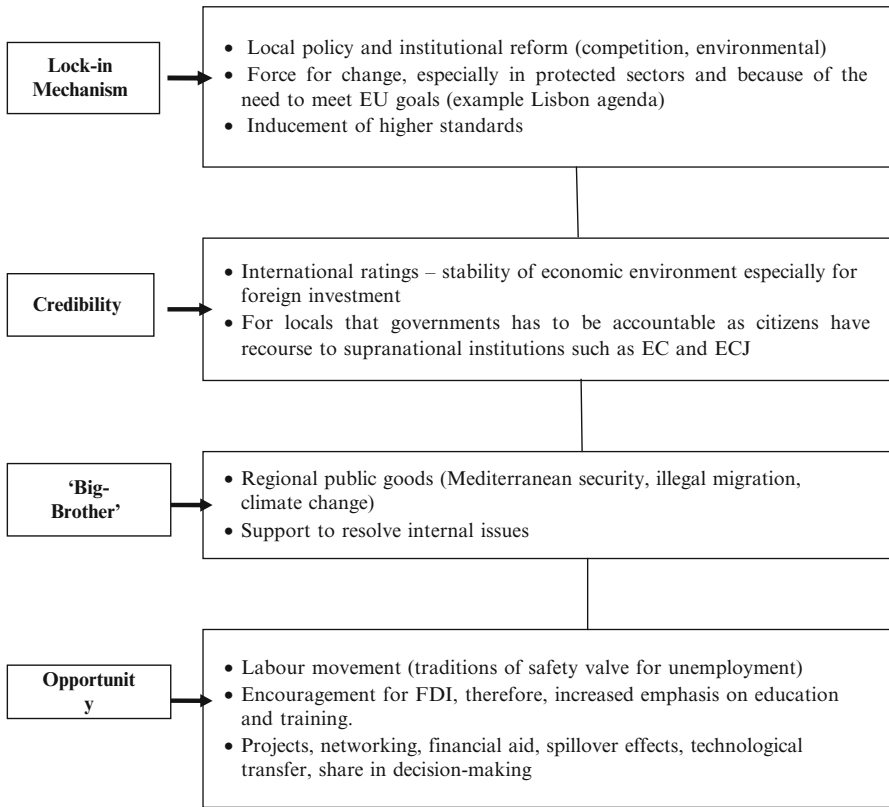 Lock-in
Mechanism
• Local policy and institutional reform (competition, environmental)
• Force for change, especially in protected sectors and because of the
need to meet EU goals (example Lisbon agenda)
• Inducement of higher standards
Credibility
• International ratings – stability of economic environment especially for
foreign investment
• For locals that governments has to be accountable as citizens have
recourse to supranational institutions such as EC and ECJ
‘Big-
Brother’
• Regional public goods (Mediterranean security, illegal migration,
climate change)
• Support to resolve internal issues
Opportunit
y
• Labour movement (traditions of safety valve for unemployment)
• Encouragement for FDI, therefore, increased emphasis on education
and training.
• Projects, networking, financial aid, spillover effects, technological
transfer, share in decision-making